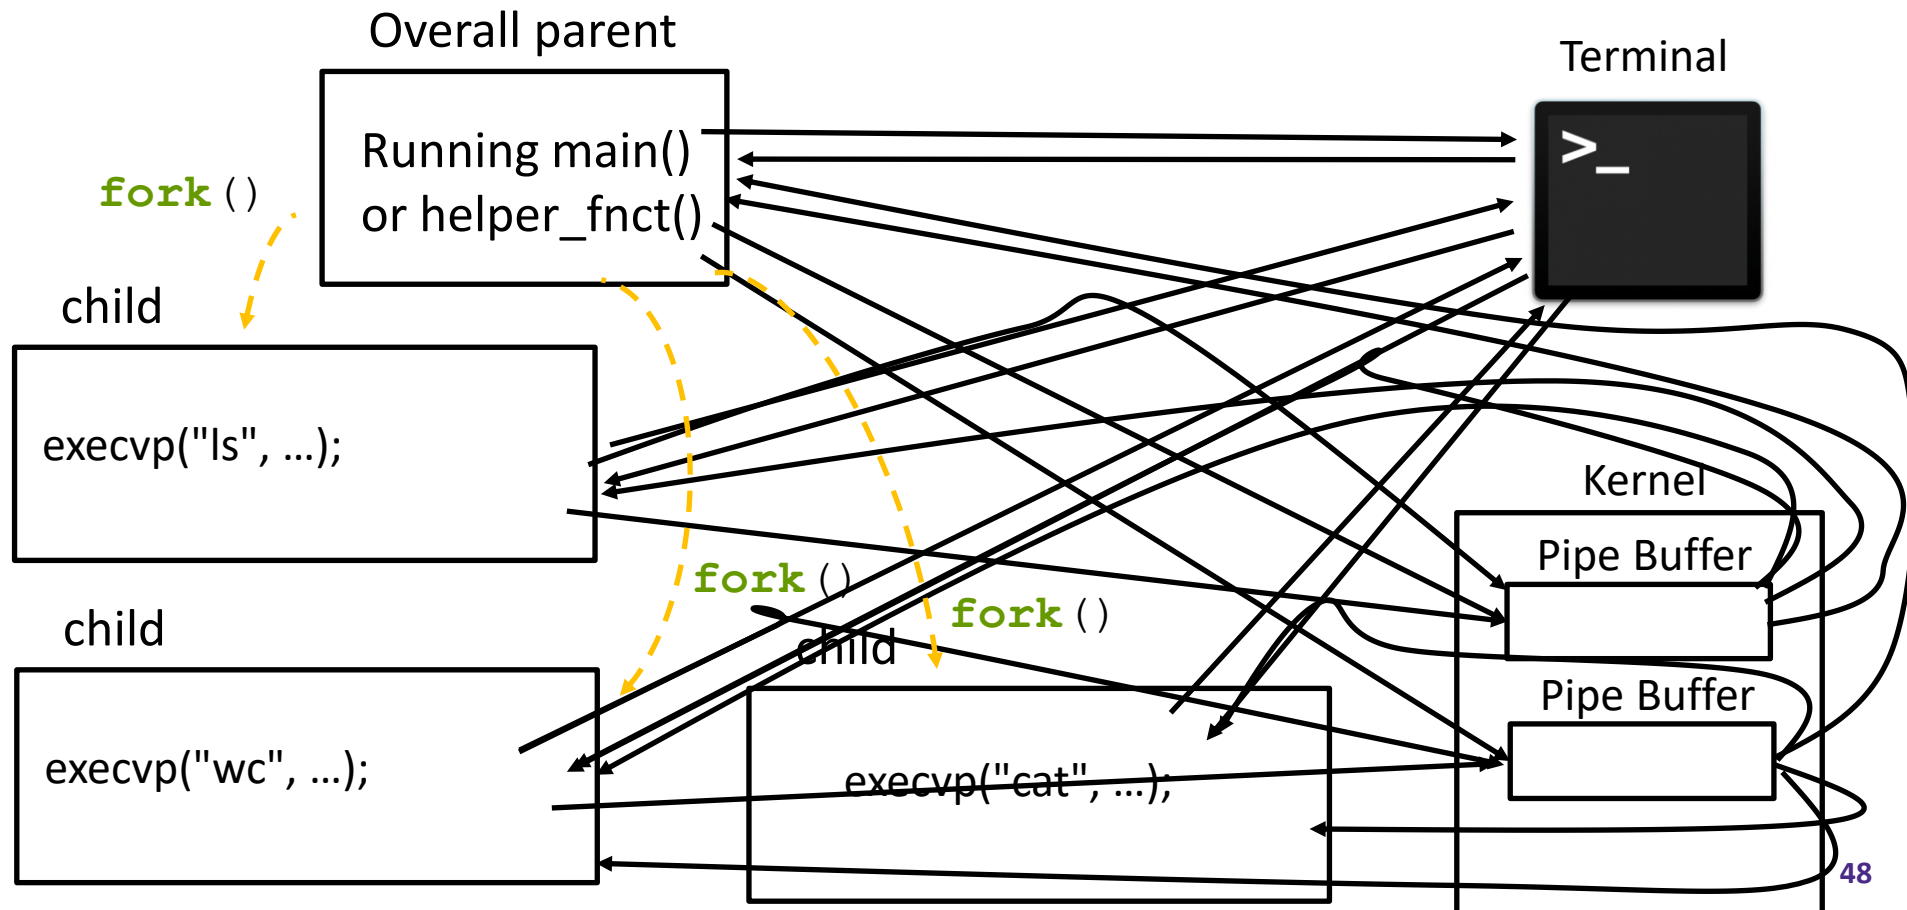 Overall parent
Terminal
>_
Running main()
or helper_fnct()
fork()
child
execvp("ls", …);
Kernel
Pipe Buffer
fork()
fork()
child
child
Pipe Buffer
execvp("wc", …);
execvp("cat", …);
48